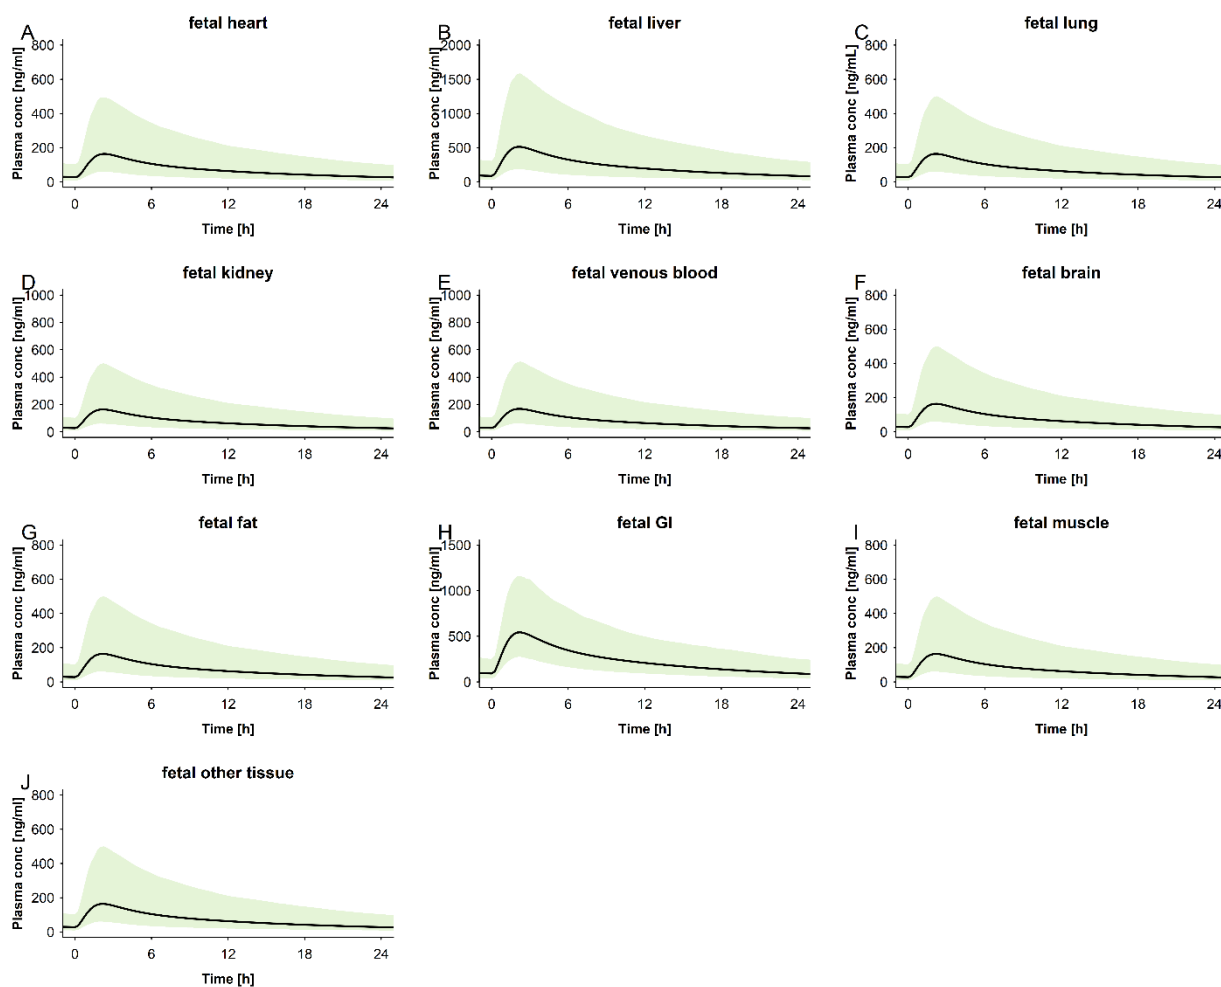 A
fetal heart
Plasma conc [ng/ml]
800
600
400
200
0
0 6 12 18 24
Time [h]
B
fetal liver
Plasma conc [ng/ml]
2000
1500
1000
500
0
0 6 12 18 24
Time [h]
C
fetal lung
Plasma conc [ng/mL]
800
600
400
200
0
0 6 12 18 24
Time [h]
D
fetal kidney
Plasma conc [ng/ml]
1000
800
600
400
200
0
0 6 12 18 24
Time [h]
E
fetal venous blood
Plasma conc [ng/ml]
1000
800
600
400
200
0
0 6 12 18 24
Time [h]
F
fetal brain
Plasma conc [ng/ml]
800
600
400
200
0
0 6 12 18 24
Time [h]
G
fetal fat
Plasma conc [ng/ml]
800
600
400
200
0
0 6 12 18 24
Time [h]
H
fetal GI
Plasma conc [ng/ml]
1500
1000
500
0
0 6 12 18 24
Time [h]
I
fetal muscle
Plasma conc [ng/ml]
800
600
400
200
0
0 6 12 18 24
Time [h]
J
fetal other tissue
Plasma conc [ng/ml]
800
600
400
200
0
0 6 12 18 24
Time [h]